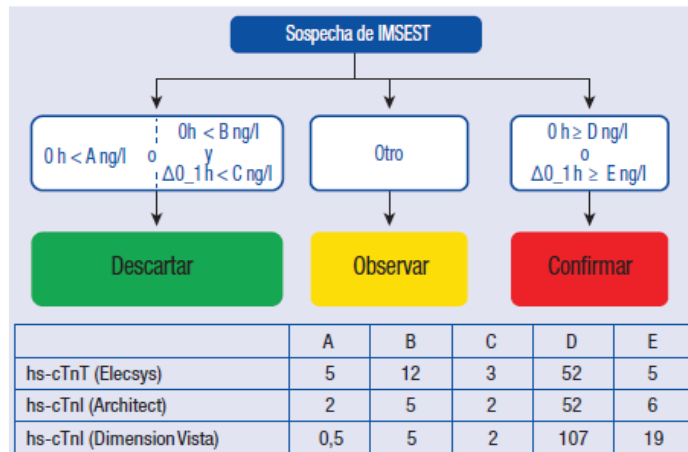 Sospecha de IMSEST
0 h < A ng/l o 0h < B ng/l
y
Δ0_1h < C ng/l
Otro
0 h ≥ D ng/l
o
Δ0_1h ≥ E ng/l
Descartar
Observar
Confirmar
A B C D E
hs-cTnT (Elecsys) 5 12 3 52 5
hs-cTnI (Architect) 2 5 2 52 6
hs-cTnI (Dimension Vista) 0,5 5 2 107 19